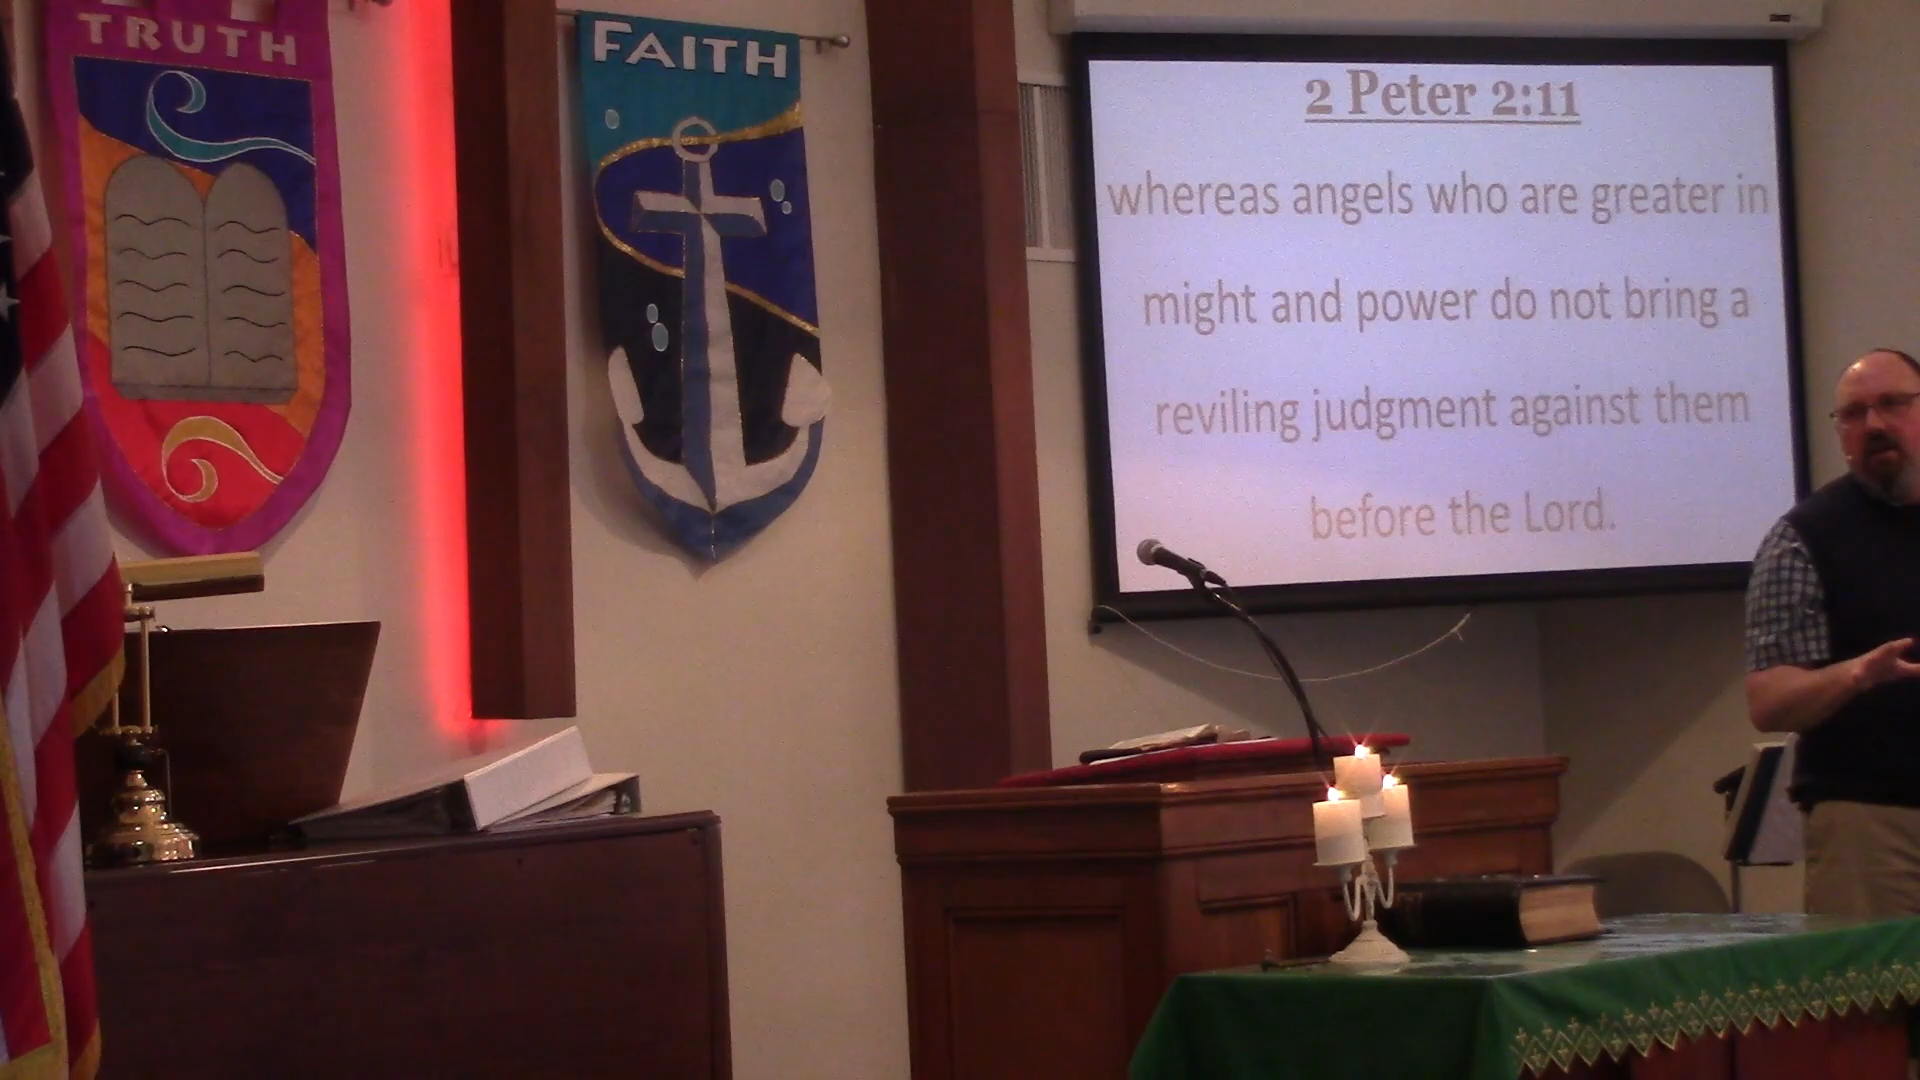 TRUTH
FAITH
2 Peter 2:11
whereas angels who are greater in
might and power do not bring a
reviling judgment against them
before the Lord.